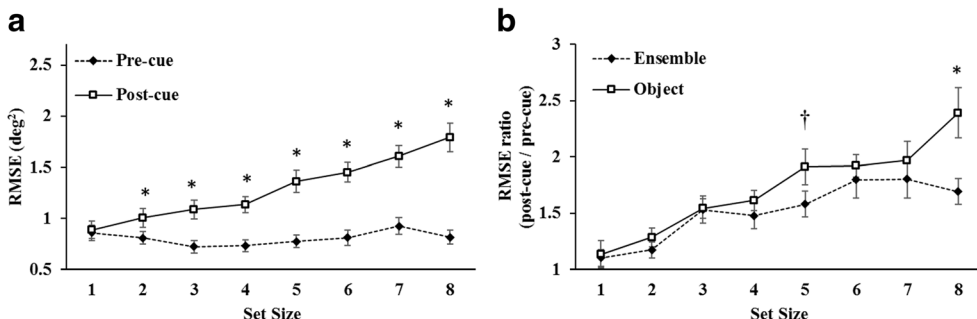 a
RMSE (deg²)
2.5
2
1.5
1
0.5
Pre-cue
Post-cue
* * * * * * *
1 2 3 4 5 6 7 8
Set Size
b
RMSE ratio
(post-cue / pre-cue)
3
2.5
2
1.5
1
Ensemble
Object
† *
1 2 3 4 5 6 7 8
Set Size